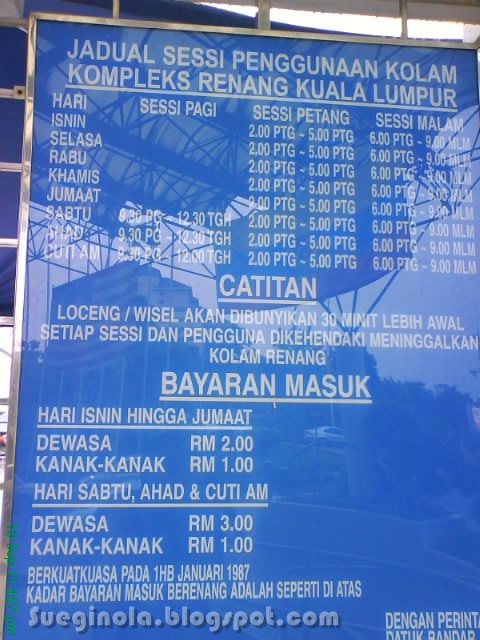 JADUAL SESSI PENGGUNAAN KOLAM
KOMPLEKS RENANG KUALA LUMPUR
HARI SESSI PAGI SESSI PETANG SESSI MALAM
ISNIN 2.00 PTG ~ 5.00 PTG 6.00 PTG ~ 9.00 MLM
SELASA 2.00 PTG ~ 5.00 PTG 6.00 PTG ~ 9.00 MLM
RABU 2.00 PTG ~ 5.00 PTG 6.00 PTG ~ 9.00 MLM
KHAMIS 2.00 PTG ~ 5.00 PTG 6.00 PTG ~ 9.00 MLM
JUMAAT 2.00 PTG ~ 5.00 PTG 6.00 PTG ~ 9.00 MLM
SABTU 9.30 PG ~ 12.30 TGH 2.00 PTG ~ 5.00 PTG 6.00 PTG ~ 9.00 MLM
AHAD 9.30 PG ~ 12.30 TGH 2.00 PTG ~ 5.00 PTG 6.00 PTG ~ 9.00 MLM
CUTI AM 9.30 PG ~ 12.00 TGH 2.00 PTG ~ 5.00 PTG 6.00 PTG ~ 9.00 MLM
CATITAN
LOCENG / WISEL AKAN DIBUNYIKAN 30 MINIT LEBIH AWAL
SETIAP SESSI DAN PENGGUNA DIKEHENDAKI MENINGGALKAN
KOLAM RENANG
BAYARAN MASUK
HARI ISNIN HINGGA JUMAAT
DEWASA RM 2.00
KANAK-KANAK RM 1.00
HARI SABTU, AHAD & CUTI AM
DEWASA RM 3.00
KANAK-KANAK RM 1.00
BERKUATKUASA PADA 1HB JANUARI 1987
KADAR BAYARAN MASUK BERENANG ADALAH SEPERTI DI ATAS
Sueginola.blogspot.com
DENGAN PERINTA
DATUK BANDAR